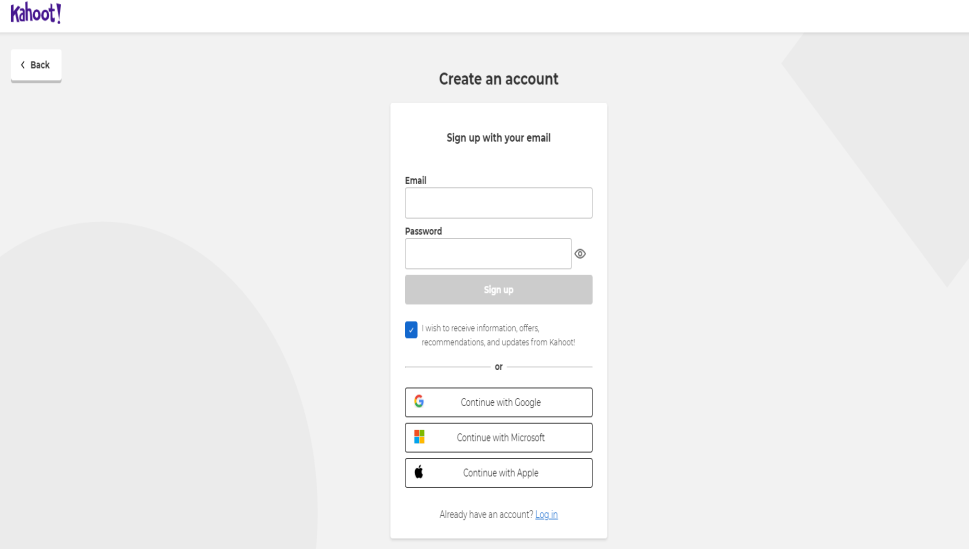 Kahoot!
Back
Create an account
Sign up with your email
Email
Password
Sign up
I wish to receive information, offers,
recommendations, and updates from Kahoot!
or
Continue with Google
Continue with Microsoft
Continue with Apple
Already have an account? Log in